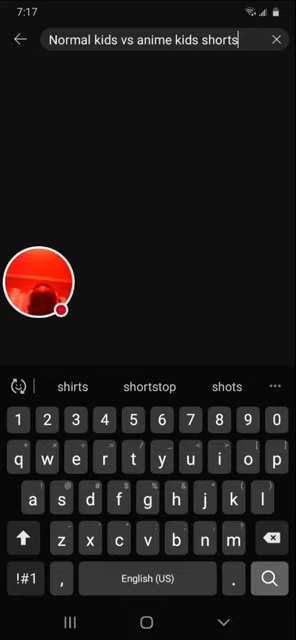 7:17
Normal kids vs anime kids shorts
shirts shortstop shots
1 2 3 4 5 6 7 8 9 0
q w e r t y u i o p
a s d f g h j k l
z x c v b n m
!#1 , English (US) .